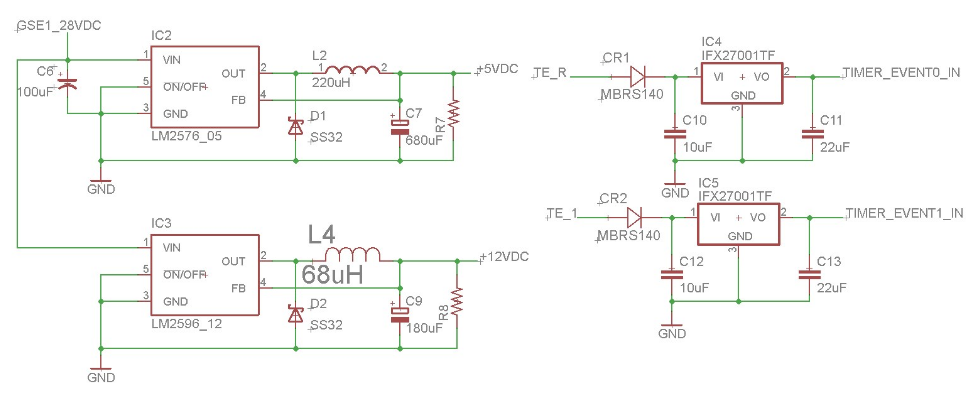 GSE1_28VDC
IC2
1 VIN
C6
100uF
5 ON/OFF
3 GND
OUT 2
FB 4
LM2576_05
L2
1 2
220uH
+5VDC
D1
SS32
C7
680uF
R7
GND
IC3
1 VIN
5 ON/OFF
3 GND
OUT 2
FB 4
LM2596_12
L4
68uH
+12VDC
D2
SS32
C9
180uF
R8
GND
TE_R
CR1
MBRS140
IC4
IFX27001TF
1 VI VO 2
GND
3
TIMER_EVENT0_IN
C10
10uF
C11
22uF
GND
TE_1
CR2
MBRS140
IC5
IFX27001TF
1 VI VO 2
GND
3
TIMER_EVENT1_IN
C12
10uF
C13
22uF
GND